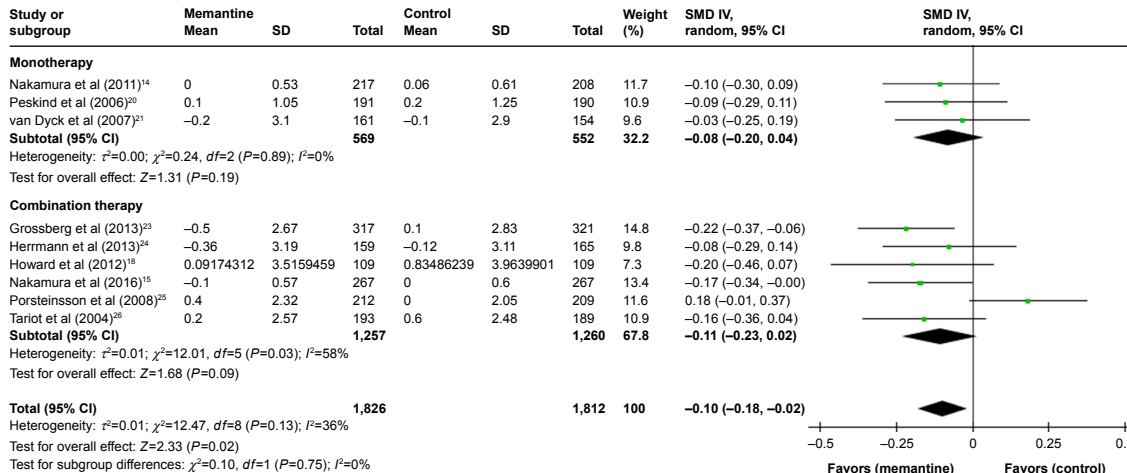 Study or subgroup Memantine Mean SD Total Control Mean SD Total Weight (%) SMD IV, random, 95% CI SMD IV, random, 95% CI
Monotherapy
Nakamura et al (2011)¹⁴ 0 0.53 217 0.06 0.61 208 11.7 –0.10 (–0.30, 0.09)
Peskind et al (2006)²⁰ 0.1 1.05 191 0.2 1.25 190 10.9 –0.09 (–0.29, 0.11)
van Dyck et al (2007)²¹ –0.2 3.1 161 –0.1 2.9 154 9.6 –0.03 (–0.25, 0.19)
Subtotal (95% CI) 569 552 32.2 –0.08 (–0.20, 0.04)
Heterogeneity: τ²=0.00; χ²=0.24, df=2 (P=0.89); I²=0%
Test for overall effect: Z=1.31 (P=0.19)
Combination therapy
Grossberg et al (2013)²³ –0.5 2.67 317 0.1 2.83 321 14.8 –0.22 (–0.37, –0.06)
Herrmann et al (2013)²⁴ –0.36 3.19 159 –0.12 3.11 165 9.8 –0.08 (–0.29, 0.14)
Howard et al (2012)¹⁸ 0.09174312 3.5159459 109 0.83486239 3.9639901 109 7.3 –0.20 (–0.46, 0.07)
Nakamura et al (2016)¹⁵ –0.1 0.57 267 0 0.6 267 13.4 –0.17 (–0.34, –0.00)
Porsteinsson et al (2008)²⁵ 0.4 2.32 212 0 2.05 209 11.6 0.18 (–0.01, 0.37)
Tariot et al (2004)²⁶ 0.2 2.57 193 0.6 2.48 189 10.9 –0.16 (–0.36, 0.04)
Subtotal (95% CI) 1,257 1,260 67.8 –0.11 (–0.23, 0.02)
Heterogeneity: τ²=0.01; χ²=12.01, df=5 (P=0.03); I²=58%
Test for overall effect: Z=1.68 (P=0.09)
Total (95% CI) 1,826 1,812 100 –0.10 (–0.18, –0.02)
Heterogeneity: τ²=0.01; χ²=12.47, df=8 (P=0.13); I²=36%
Test for overall effect: Z=2.33 (P=0.02)
Test for subgroup differences: χ²=0.10, df=1 (P=0.75); I²=0%
–0.5 –0.25 0 0.25
Favors (memantine) Favors (control)